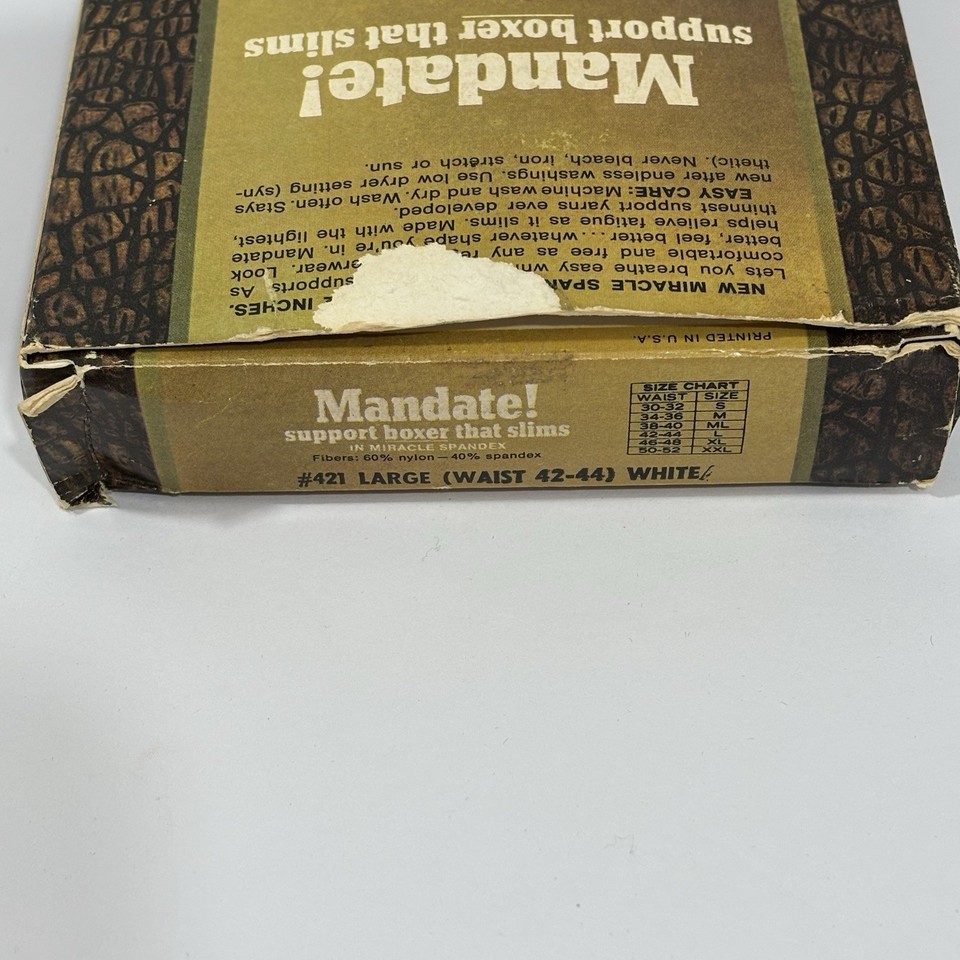 Mandate!
support boxer that slims
NEW MIRACLE SPAN E INCHES.
Lets you breathe easy wh supports. As
comfortable and free as any erwear. Look
better, feel better....whatever shape you're in. Mandate
helps relieve fatigue as it slims. Made with the lightest,
thinnest support yarns ever developed.
EASY CARE: Machine wash and dry. Wash often. Stays
new after endless washings. Use low dryer setting (syn-
thetic). Never bleach, iron, stretch or sun.
PRINTED IN U.S.A.
Mandate!
support boxer that slims
IN MIRACLE SPANDEX
Fibers: 60% nylon—40% spandex
#421 LARGE (WAIST 42-44) WHITE
SIZE CHART
WAIST SIZE
30-32 S
34-36 M
38-40 ML
42-44 L
46-48 XL
50-52 XXL